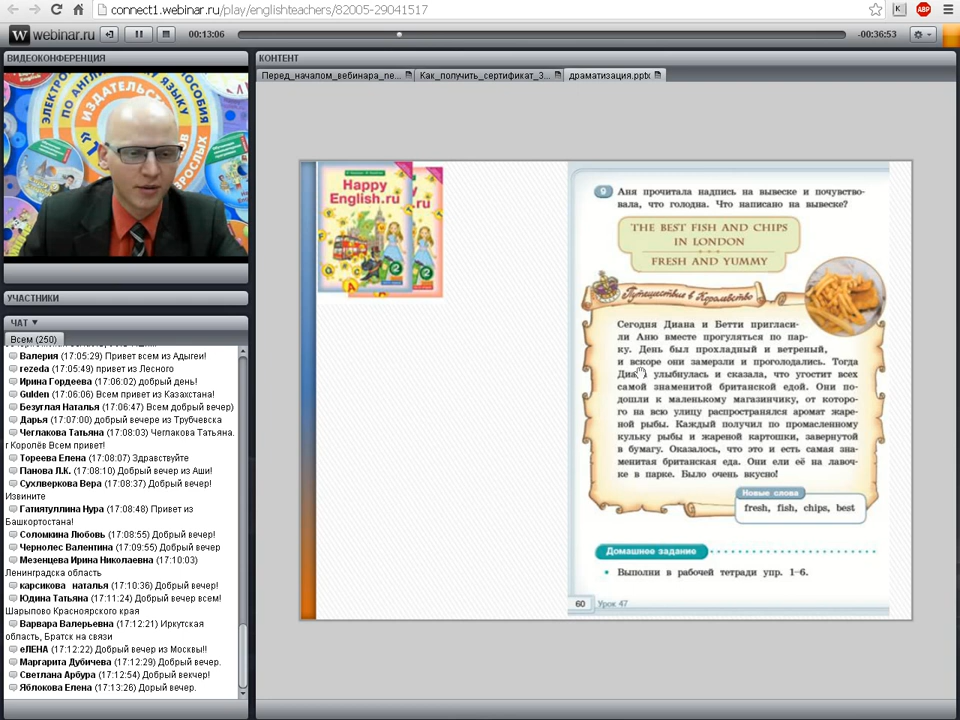 connect1.webinar.ru/play/englishteachers/82005-29041517
K
ABP
w webinar.ru
00:13:06
-00:36:53
ВИДЕОКОНФЕРЕНЦИЯ
ЭЛЕКТРО
ПО АНГЛИ
ИЗДАТЕЛЬСТВ
ЯЗЫКУ
ПОСОБИЯ
УЧАСТНИКИ
ЧАТ ▼
Всем (250)
Валерия (17:05:29) Привет всем из Адыгеи!
rezeda (17:05:49) привет из Лесного
Ирина Гордеева (17:06:02) добрый день!
Gulden (17:06:06) Всем привет из Казахстана!
Безуглая Наталья (17:06:47) Всем добрый вечер)
Дарья (17:07:00) добрый вечере из Трубчевска
Чеглакова Татьяна (17:08:03) Чеглакова Татьяна.
г Королёв Всем привет!
Тореева Елена (17:08:07) Здравствуйте
Панова Л.К. (17:08:10) Добрый вечер из Аши!
Сухлверкова Вера (17:08:37) Добрый вечер!
Извините
Гатиятуллина Нура (17:08:48) Привет из
Башкортостана!
Соломкина Любовь (17:08:55) Добрый вечер!
Чернолес Валентина (17:09:55) Добрый вечер
Мезенцева Ирина Николаевна (17:10:03)
Ленинградска область
карсикова наталья (17:10:36) Добрый вечер!
Юдина Татьяна (17:11:24) Добрый вечер всем!
Шарыпово Красноярского края
Варвара Валерьевна (17:12:21) Иркутская
область, Братск на связи
еЛЕНА (17:12:22) Добрый вечер из Москвы!!
Маргарита Дубичева (17:12:29) Добрый вечер.
Светлана Арбура (17:12:54) Добрый векчер!
Яблокова Елена (17:13:26) Дорый вечер.
КОНТЕНТ
Перед_началом_вебинара_пе...
Как_получить_сертификат_3...
драматизация.pptx
Happy
English.ru
2
.ru
2
9 Аня прочитала надпись на вывеске и почувство-
вала, что голодна. Что написано на вывеске?
THE BEST FISH AND CHIPS
IN LONDON
FRESH AND YUMMY
Путешествие в Королевство
Сегодня Диана и Бетти пригласи-
ли Аню вместе прогуляться по пар-
ку. День был прохладный и ветреный,
и вскоре они замерзли и проголодались. Тогда
Диана улыбнулась и сказала, что угостит всех
самой знаменитой британской едой. Они по-
дошли к маленькому магазинчику, от которо-
го на всю улицу распространялся аромат жаре-
ной рыбы. Каждый получил по промасленному
кульку рыбы и жареной картошки, завернутой
в бумагу. Оказалось, что это и есть самая зна-
менитая британская еда. Они ели её на лавоч-
ке в парке. Было очень вкусно!
Новые слова
fresh, fish, chips, best
Домашнее задание
• Выполни в рабочей тетради упр. 1–6.
60 Урок 47